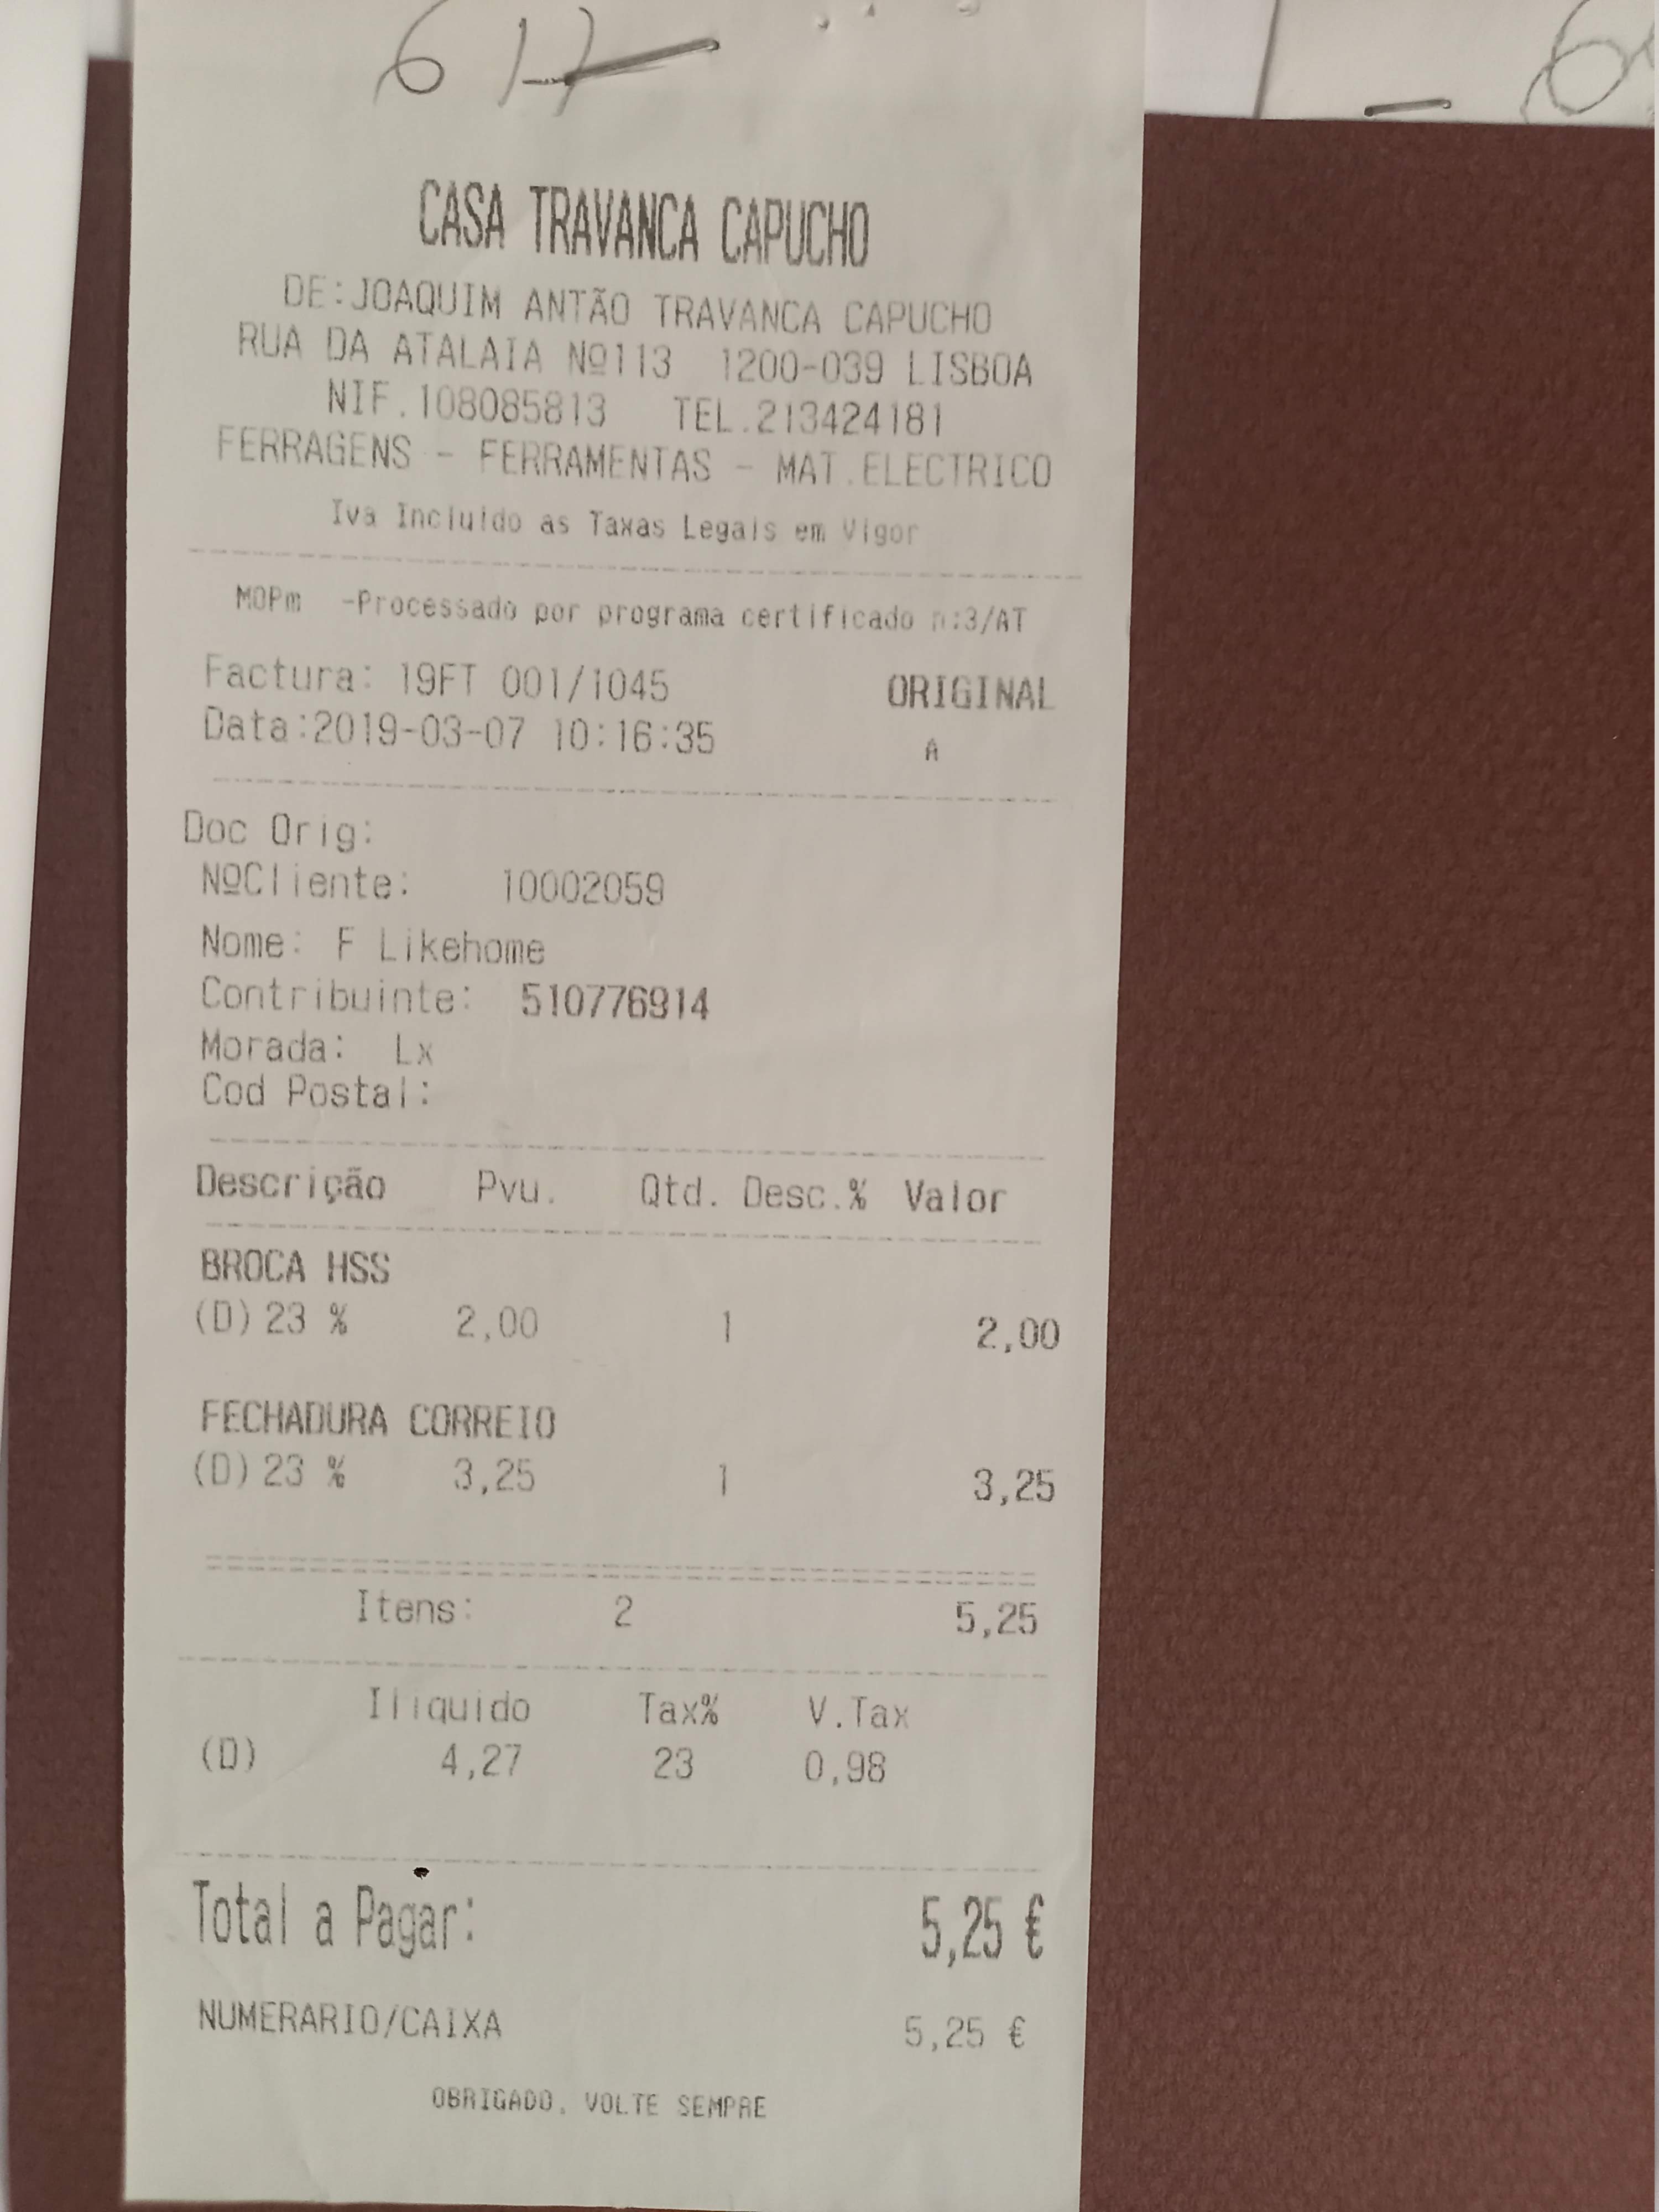 CASA TRAVANCA CAPUCHO
DE:JOAQUIM ANTÃO TRAVANCA CAPUCHO
RUA DA ATALAIA Nº113 1200-039 LISBOA
NIF.108085813 TEL.213424181
FERRAGENS - FERRAMENTAS - MAT.ELECTRICO
Iva Incluido as Taxas Legais em Vigor
MOPm -Processado por programa certificado n:3/AT
Factura: 19FT 001/1045 ORIGINAL
Data:2019-03-07 10:16:35 A
Doc Orig:
NºCliente: 10002059
Nome: F Likehome
Contribuinte: 510776914
Morada: Lx
Cod Postal:
Descrição Pvu. Qtd. Desc.% Valor
BROCA HSS
(D) 23 % 2,00 1 2,00
FECHADURA CORREIO
(D) 23 % 3,25 1 3,25
Itens: 2 5,25
Iliquido Tax% V.Tax
(D) 4,27 23 0,98
Total a Pagar: 5,25 €
NUMERARIO/CAIXA 5,25 €
OBRIGADO, VOLTE SEMPRE